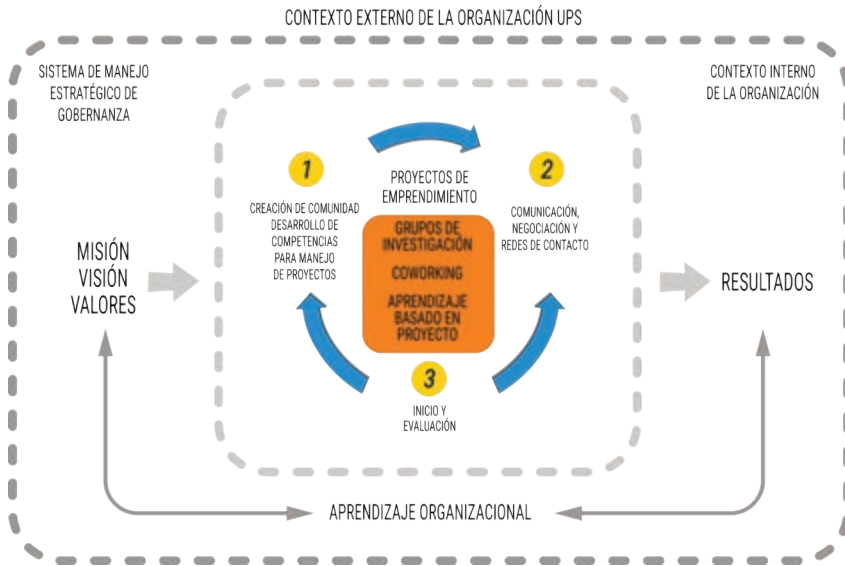 CONTEXTO EXTERNO DE LA ORGANIZACIÓN UPS
SISTEMA DE MANEJO
ESTRATÉGICO DE
GOBERNANZA
CONTEXTO INTERNO
DE LA ORGANIZACIÓN
1
CREACIÓN DE COMUNIDAD
DESARROLLO DE
COMPETENCIAS
PARA MANEJO
DE PROYECTOS
PROYECTOS DE
EMPRENDIMIENTO
GRUPOS DE
INVESTIGACIÓN
COWORKING
APRENDIZAJE
BASADO EN
PROYECTO
2
COMUNICACIÓN,
NEGOCIACIÓN Y
REDES DE CONTACTO
3
INICIO Y
EVALUACIÓN
MISIÓN
VISIÓN
VALORES
RESULTADOS
APRENDIZAJE ORGANIZACIONAL